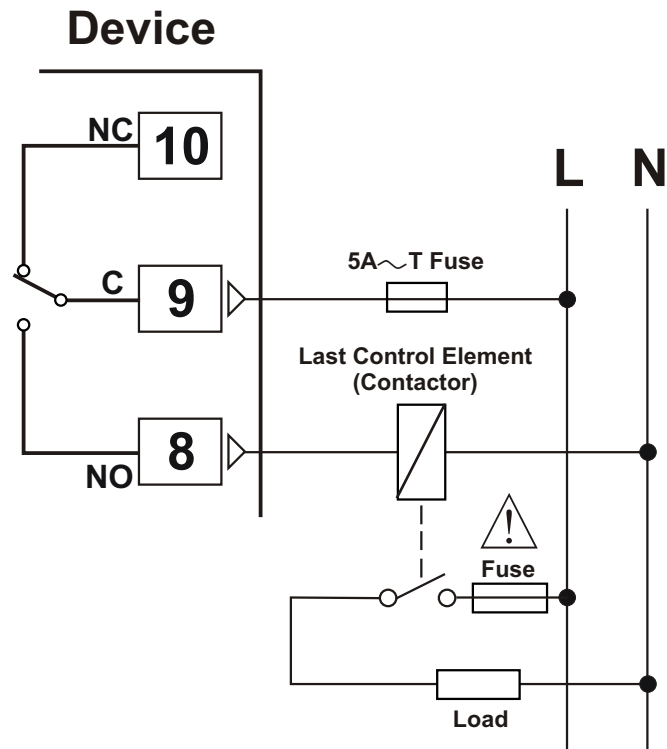 Device
NC
10
L N
C
9
5A~T Fuse
Last Control Element
(Contactor)
8
NO
!
Fuse
Load